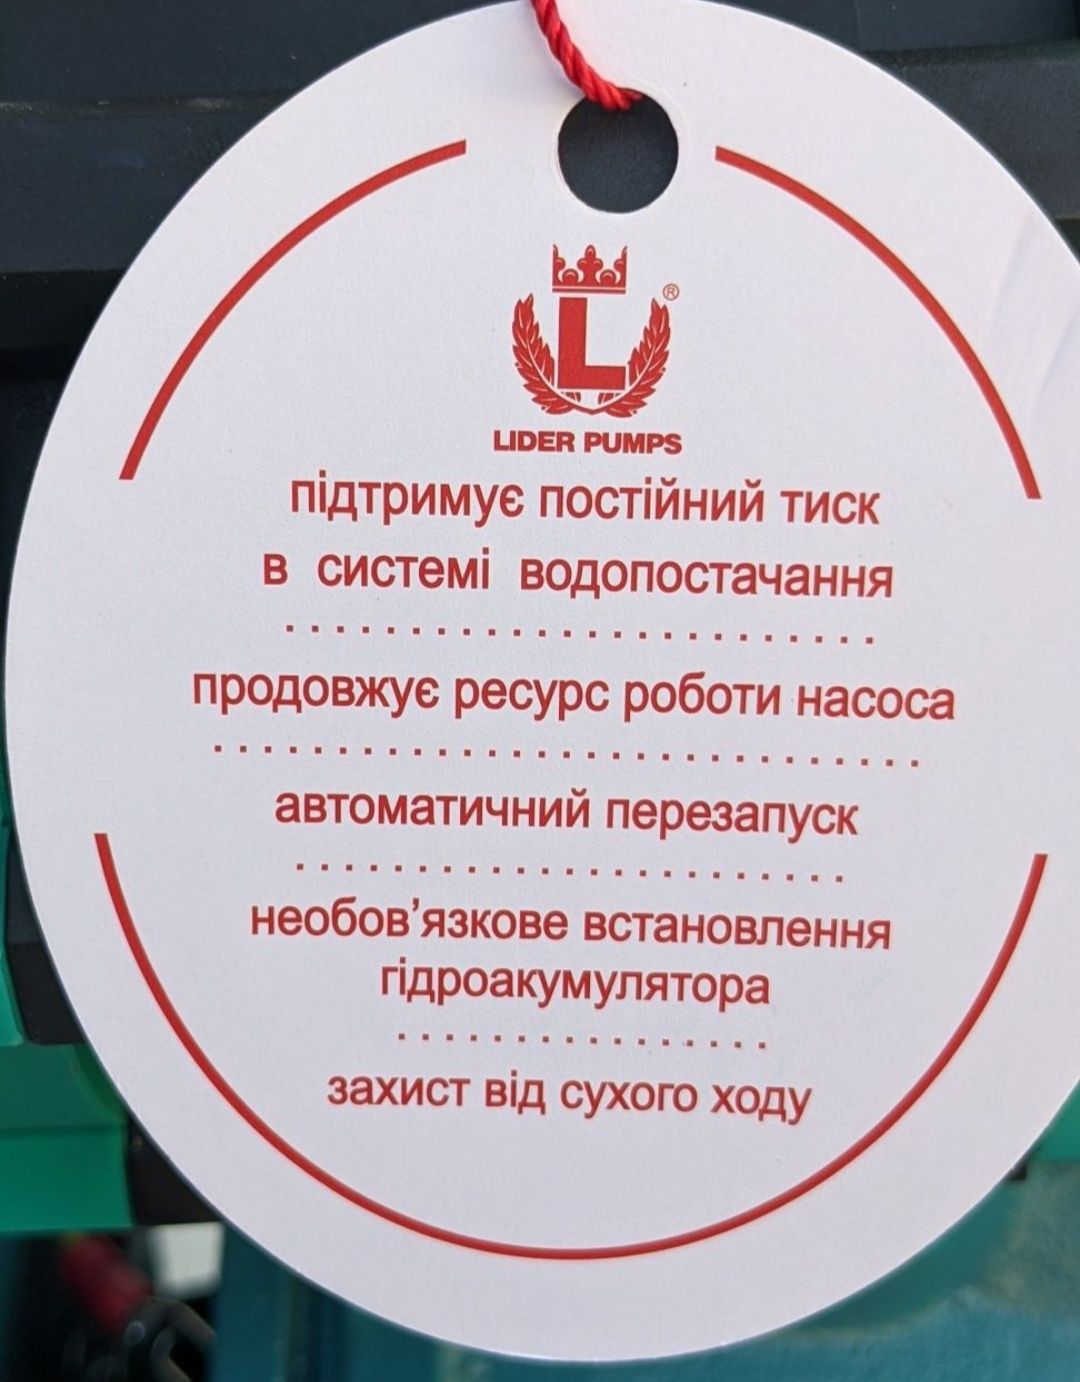 L
®
LIDER PUMPS
підтримує постійний тиск
в системі водопостачання
продовжує ресурс роботи насоса
автоматичний перезапуск
необов’язкове встановлення
гідроакумулятора
захист від сухого ходу